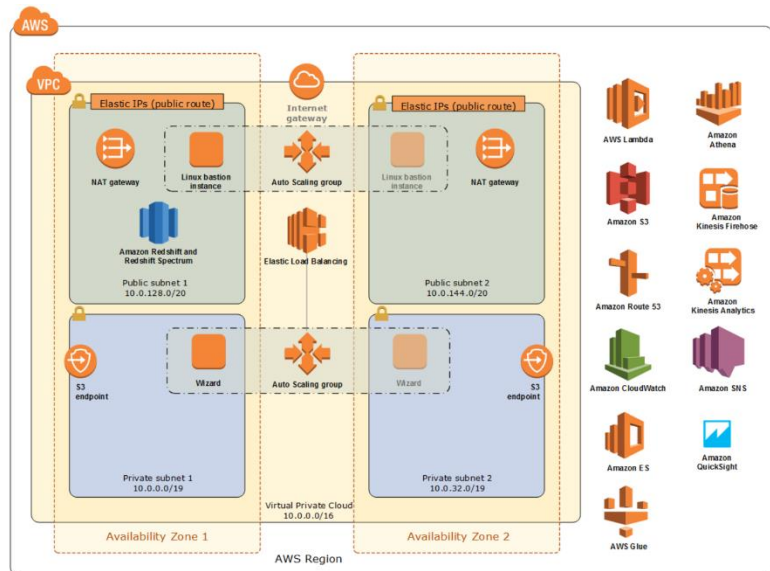 AWS
VPC
Elastic IPs (public route)
Internet
gateway
Elastic IPs (public route)
NAT gateway
Linux bastion
instance
Auto Scaling group
Linux bastion
instance
NAT gateway
Amazon Redshift and
Redshift Spectrum
Elastic Load Balancing
Public subnet 1
10.0.128.0/20
Public subnet 2
10.0.144.0/20
S3
endpoint
Wizard
Auto Scaling group
Wizard
S3
endpoint
Private subnet 1
10.0.0.0/19
Private subnet 2
10.0.32.0/19
Virtual Private Cloud
10.0.0.0/16
Availability Zone 1
Availability Zone 2
AWS Region
AWS Lambda
Amazon
Athena
Amazon S3
Amazon
Kinesis Firehose
Amazon Route 53
Amazon
Kinesis Analytics
Amazon CloudWatch
Amazon SNS
Amazon ES
Amazon
QuickSight
AWS Glue